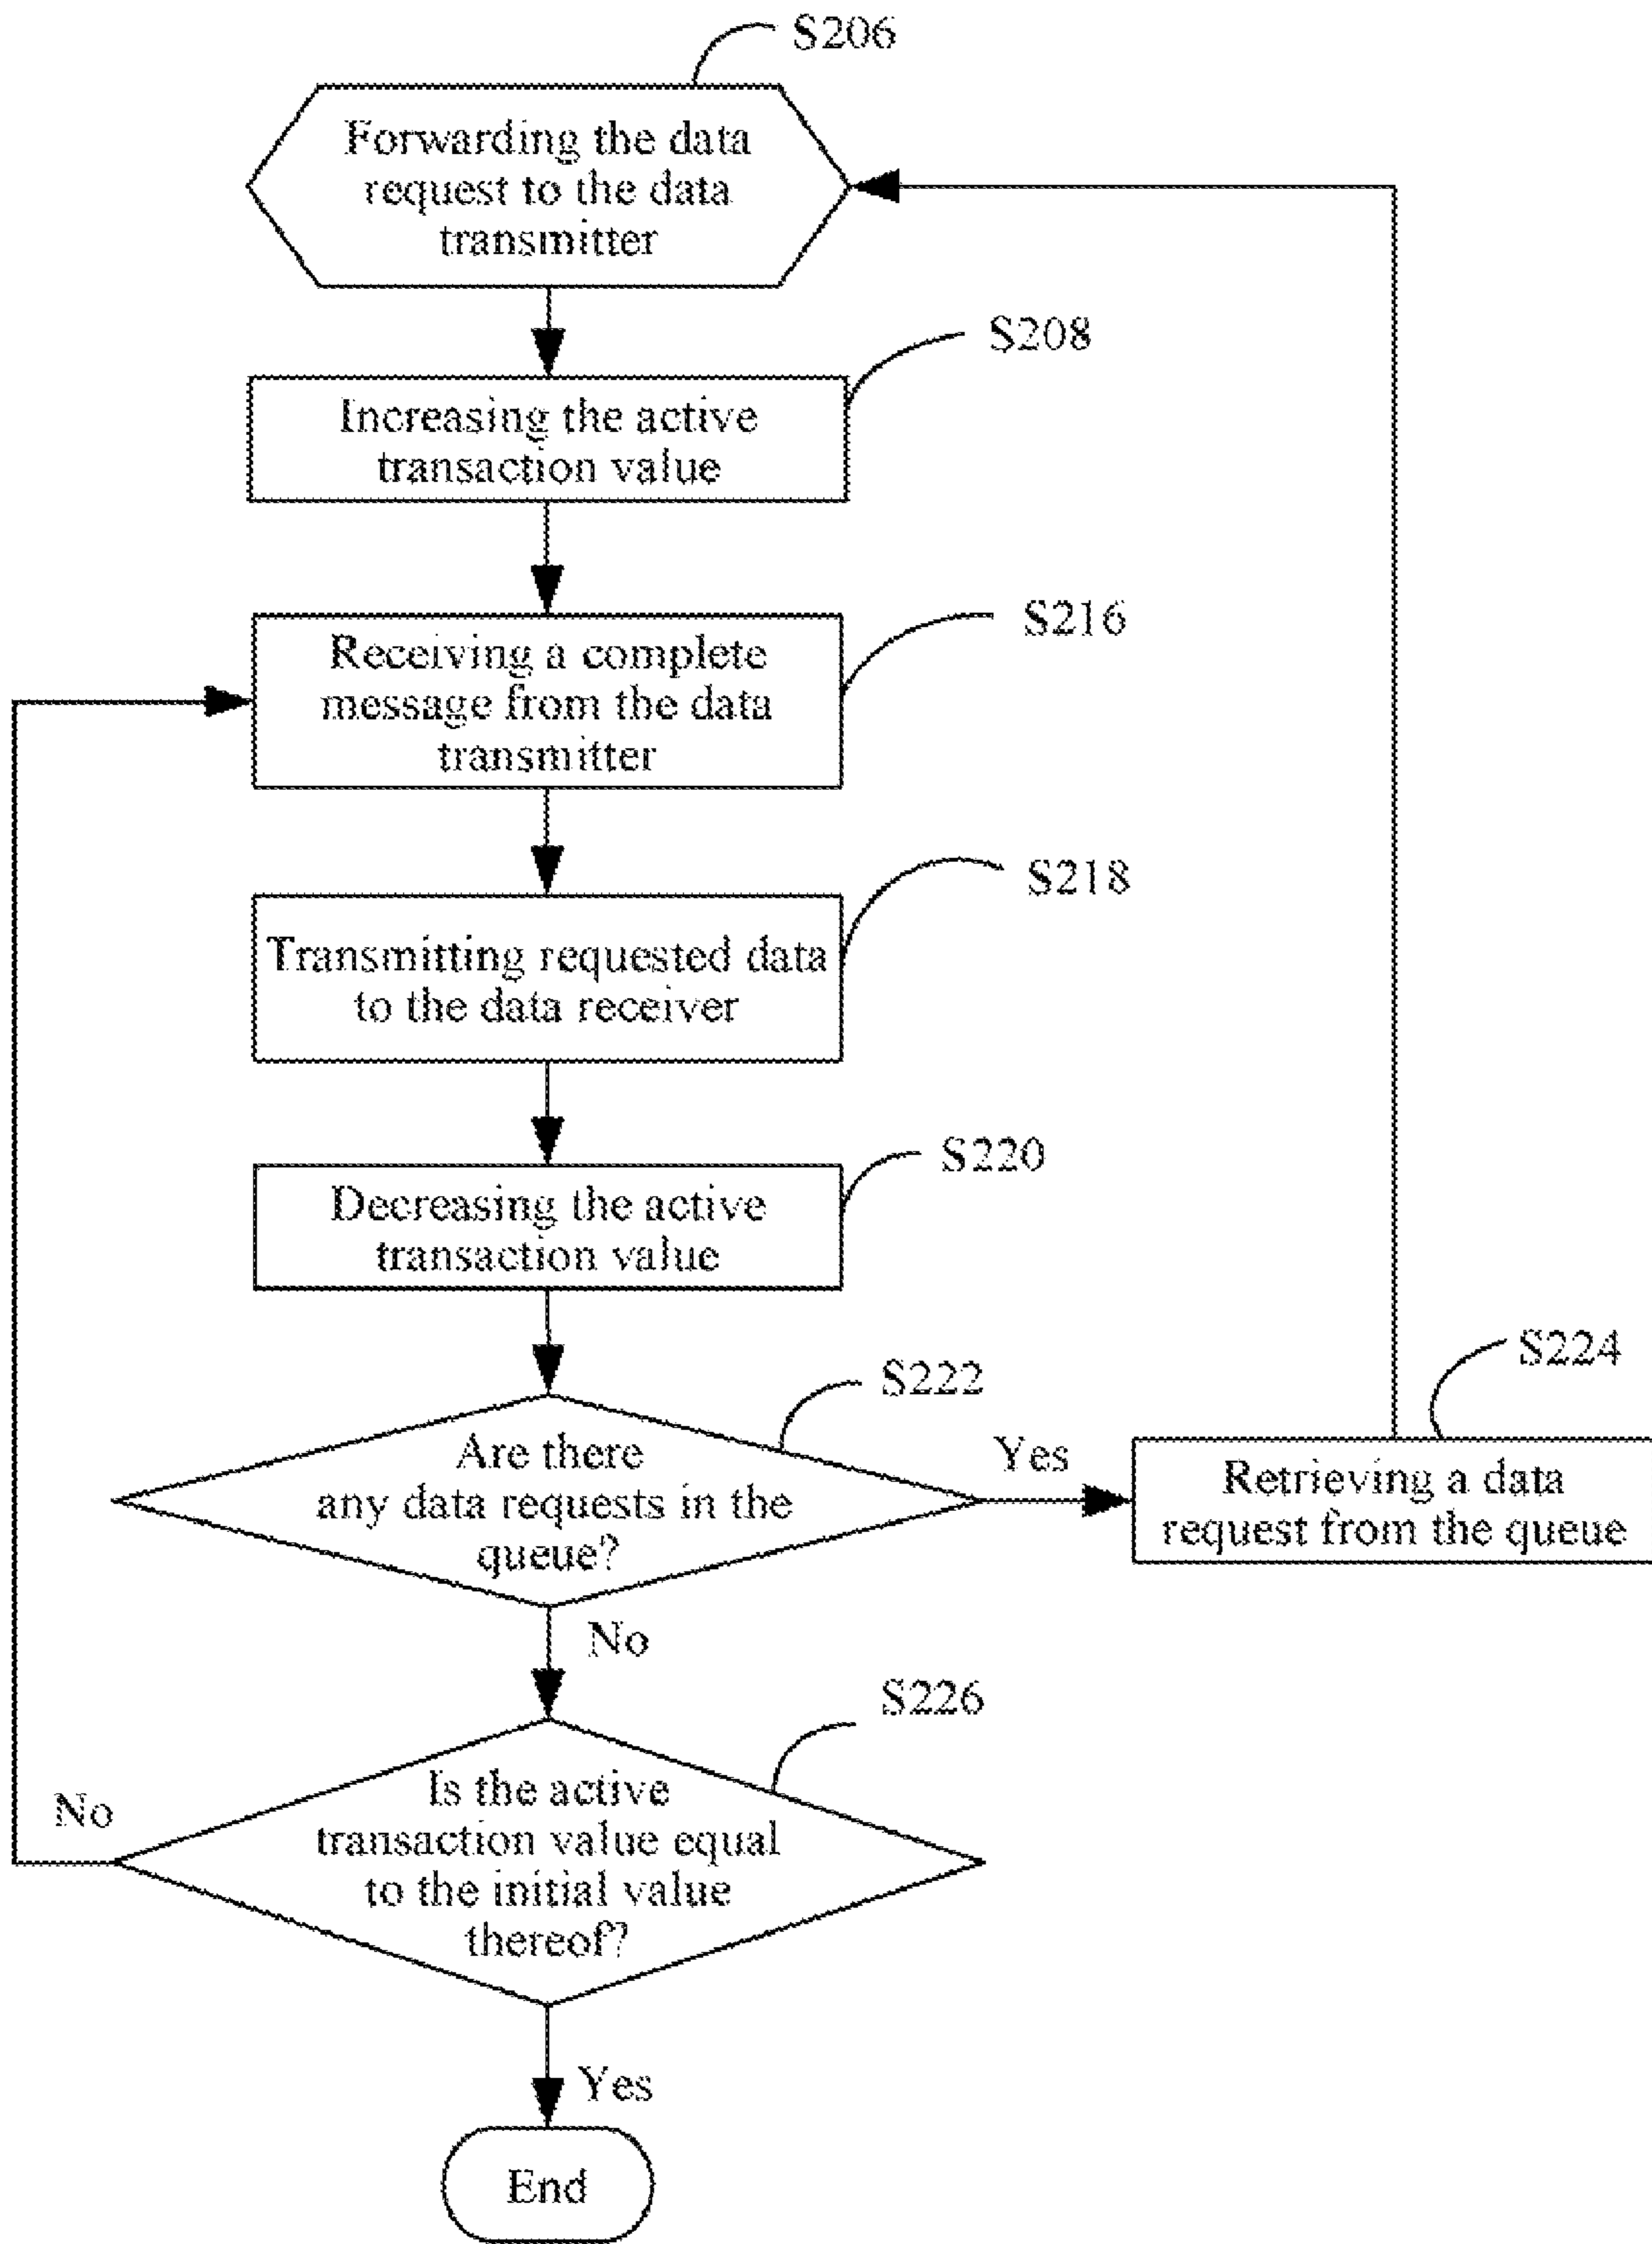 S206
Forwarding the data
request to the data
transmitter
S208
Increasing the active
transaction value
S216
Receiving a complete
message from the data
transmitter
S218
Transmitting requested data
to the data receiver
S220
Decreasing the active
transaction value
S222
Are there
any data requests in the
queue?
Yes
S224
Retrieving a data
request from the queue
No
S226
Is the active
transaction value equal
to the initial value
thereof?
No
Yes
End